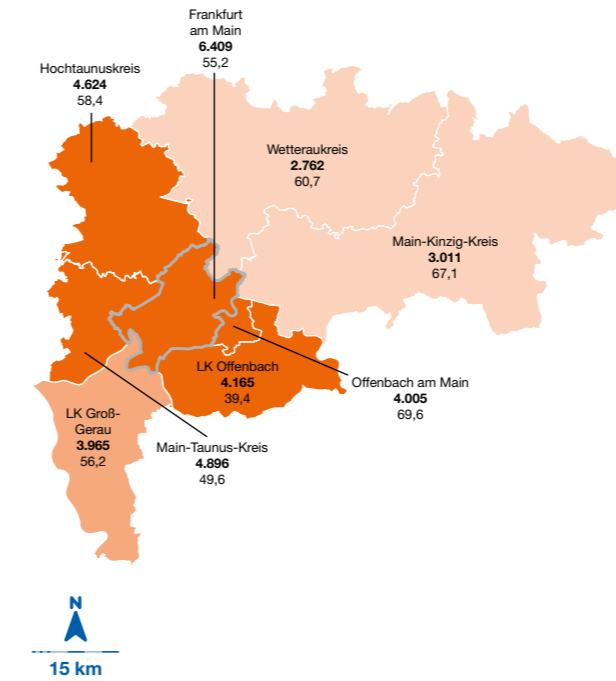 Frankfurt
am Main
6.409
55,2
Hochtaunuskreis
4.624
58,4
Wetteraukreis
2.762
60,7
Main-Kinzig-Kreis
3.011
67,1
LK Offenbach
4.165
39,4
Offenbach am Main
4.005
69,6
LK Groß-
Gerau
3.965
56,2
Main-Taunus-Kreis
4.896
49,6
N
15 km